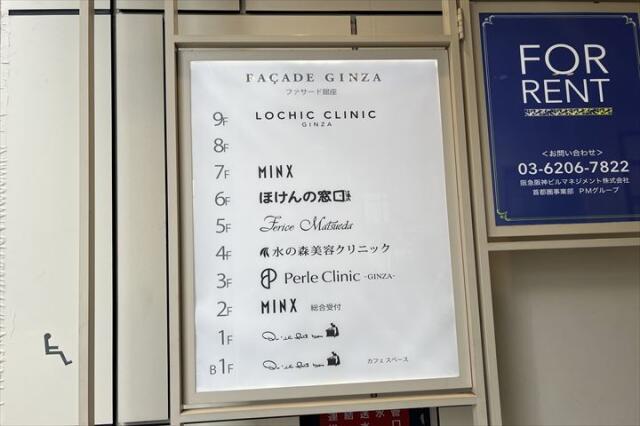 FAÇADE GINZA
ファサード銀座
9F LOCHIC CLINIC
GINZA
8F
7F MINX
6F ほけんの窓口
5F Ferice Matsueda
4F 水の森美容クリニック
3F Perle Clinic -GINZA-
2F MINX 総合受付
1F
B1F カフェ スペース
FOR
RENT
<お問い合わせ>
03-6206-7822
阪急阪神ビルマネジメント株式会社
首都圏事業部 PMグループ